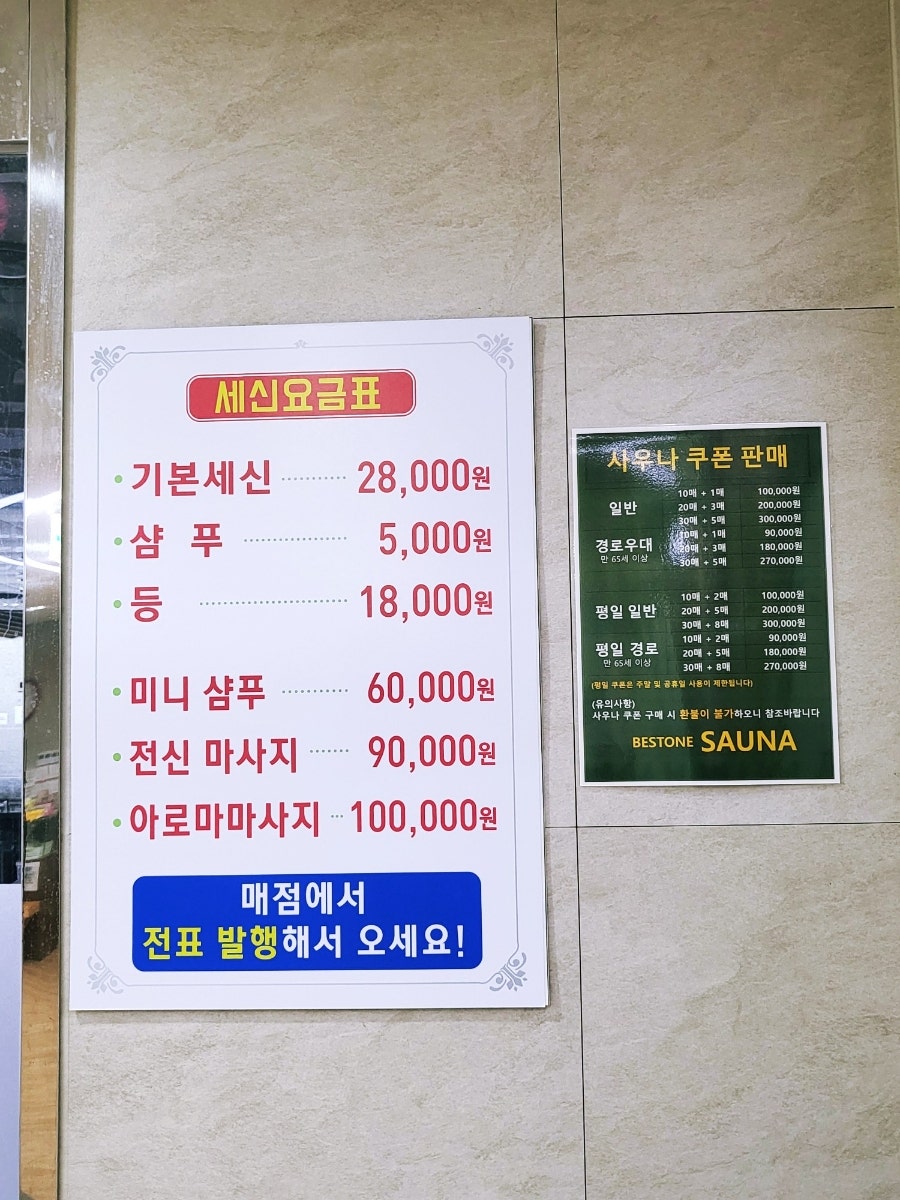 세신요금표
기본세신 ············ 28,000원
샴 푸 ············ 5,000원
등 ············ 18,000원
미니 샴푸 ············ 60,000원
전신 마사지 ······ 90,000원
아로마마사지 ··· 100,000원
매점에서
전표 발행해서 오세요!
사우나 쿠폰 판매
일반
10매 + 1매 100,000원
20매 + 3매 200,000원
30매 + 5매 300,000원
경로우대
만 65세 이상
10매 + 1매 90,000원
20매 + 3매 180,000원
30매 + 5매 270,000원
평일 일반
10매 + 2매 100,000원
20매 + 5매 200,000원
30매 + 8매 300,000원
평일 경로
만 65세 이상
10매 + 2매 90,000원
20매 + 5매 180,000원
30매 + 8매 270,000원
(평일 쿠폰은 주말 및 공휴일 사용이 제한됩니다)
(유의사항)
사우나 쿠폰 구매 시 환불이 불가하오니 참조바랍니다
BESTONE SAUNA